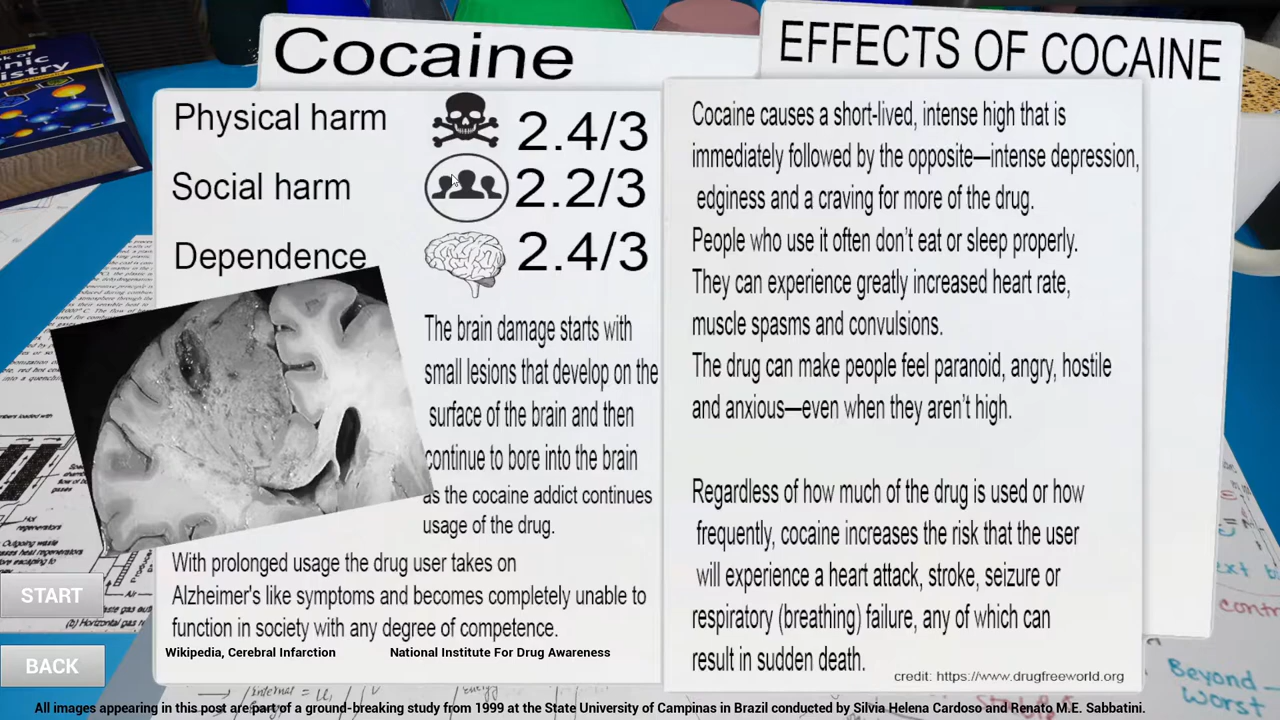 Cocaine
Physical harm 2.4/3
Social harm 2.2/3
Dependence 2.4/3
The brain damage starts with
small lesions that develop on the
surface of the brain and then
continue to bore into the brain
as the cocaine addict continues
usage of the drug.
With prolonged usage the drug user takes on
Alzheimer's like symptoms and becomes completely unable to
function in society with any degree of competence.
Wikipedia, Cerebral Infarction National Institute For Drug Awareness
EFFECTS OF COCAINE
Cocaine causes a short-lived, intense high that is
immediately followed by the opposite—intense depression,
edginess and a craving for more of the drug.
People who use it often don't eat or sleep properly.
They can experience greatly increased heart rate,
muscle spasms and convulsions.
The drug can make people feel paranoid, angry, hostile
and anxious—even when they aren't high.
Regardless of how much of the drug is used or how
frequently, cocaine increases the risk that the user
will experience a heart attack, stroke, seizure or
respiratory (breathing) failure, any of which can
result in sudden death.
credit: https://www.drugfreeworld.org
START
BACK
Hot
regenerators
Air
Beyond
Worst
All images appearing in this post are part of a ground-breaking study from 1999 at the State University of Campinas in Brazil conducted by Silvia Helena Cardoso and Renato M.E. Sabbatini.